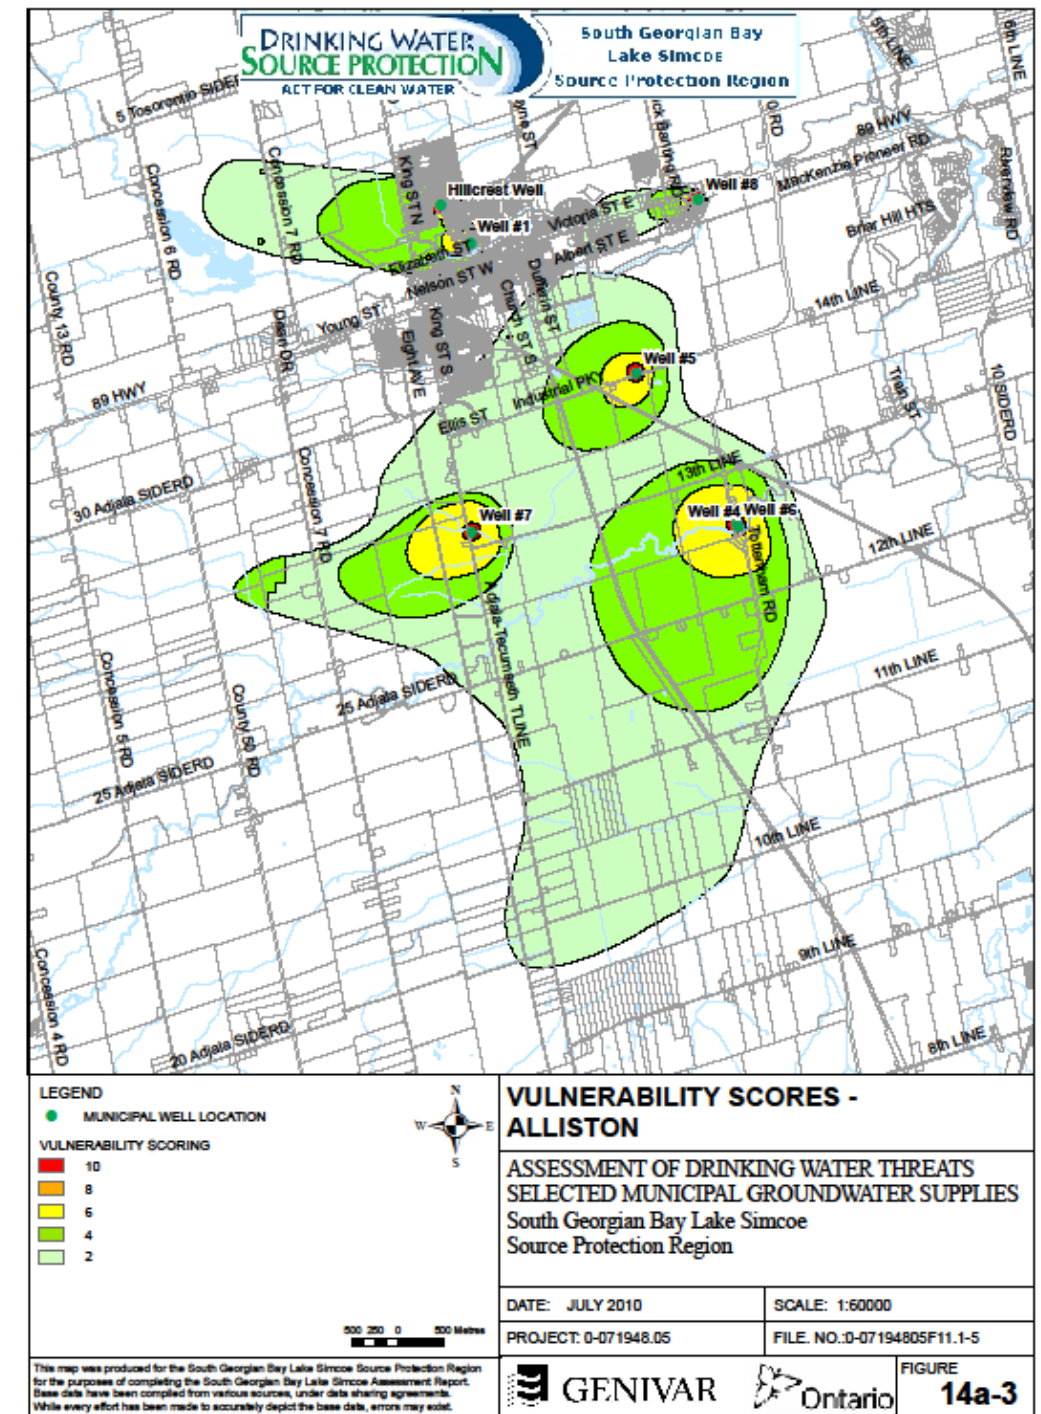 DRINKING WATER
SOURCE PROTECTION
ACT FOR CLEAN WATER
South Georgian Bay
Lake Simcoe
Source Protection Region
5th LINE
6th LINE
5 Tosorontio
89 HWY
MacKenzie Pioneer RD
Riverview RD
Concession 7 RD
Concession 6 RD
King ST N
Hillcrest Well
Well #8
Well #1
Victoria ST E
Albert ST E
Briar Hill HTS
Elizabeth ST
Nelson ST W
Dufferin ST
Church ST S
14th LINE
County 13 RD
Young ST
Dean DR
King ST S
Eight AVE
Well #5
Industrial PKY
Train ST
10 SIDERD
89 HWY
Ellis ST
13th LINE
30 Adjala SIDERD
Concession 7 RD
Well #7
Well #4
Well #6
12th LINE
Tottenham RD
Adjala-Tecumseth TLINE
Concession 5 RD
County 50 RD
25 Adjala SIDERD
11th LINE
25 Adjala SIDERD
10th LINE
9th LINE
Concession 4 RD
20 Adjala SIDERD
8th LINE
LEGEND
MUNICIPAL WELL LOCATION
VULNERABILITY SCORING
10
8
6
4
2
N
W
E
S
500 250 0 500 Metres
This map was produced for the South Georgian Bay Lake Simcoe Source Protection Region
for the purposes of completing the South Georgian Bay Lake Simcoe Assessment Report.
Base data have been compiled from various sources, under data sharing agreements.
While every effort has been made to accurately depict the base data, errors may exist.
VULNERABILITY SCORES -
ALLISTON
ASSESSMENT OF DRINKING WATER THREATS
SELECTED MUNICIPAL GROUNDWATER SUPPLIES
South Georgian Bay Lake Simcoe
Source Protection Region
DATE: JULY 2010
SCALE: 1:60000
PROJECT: 0-071948.05
FILE. NO.:0-07194805F11.1-5
GENIVAR
Ontario
FIGURE
14a-3